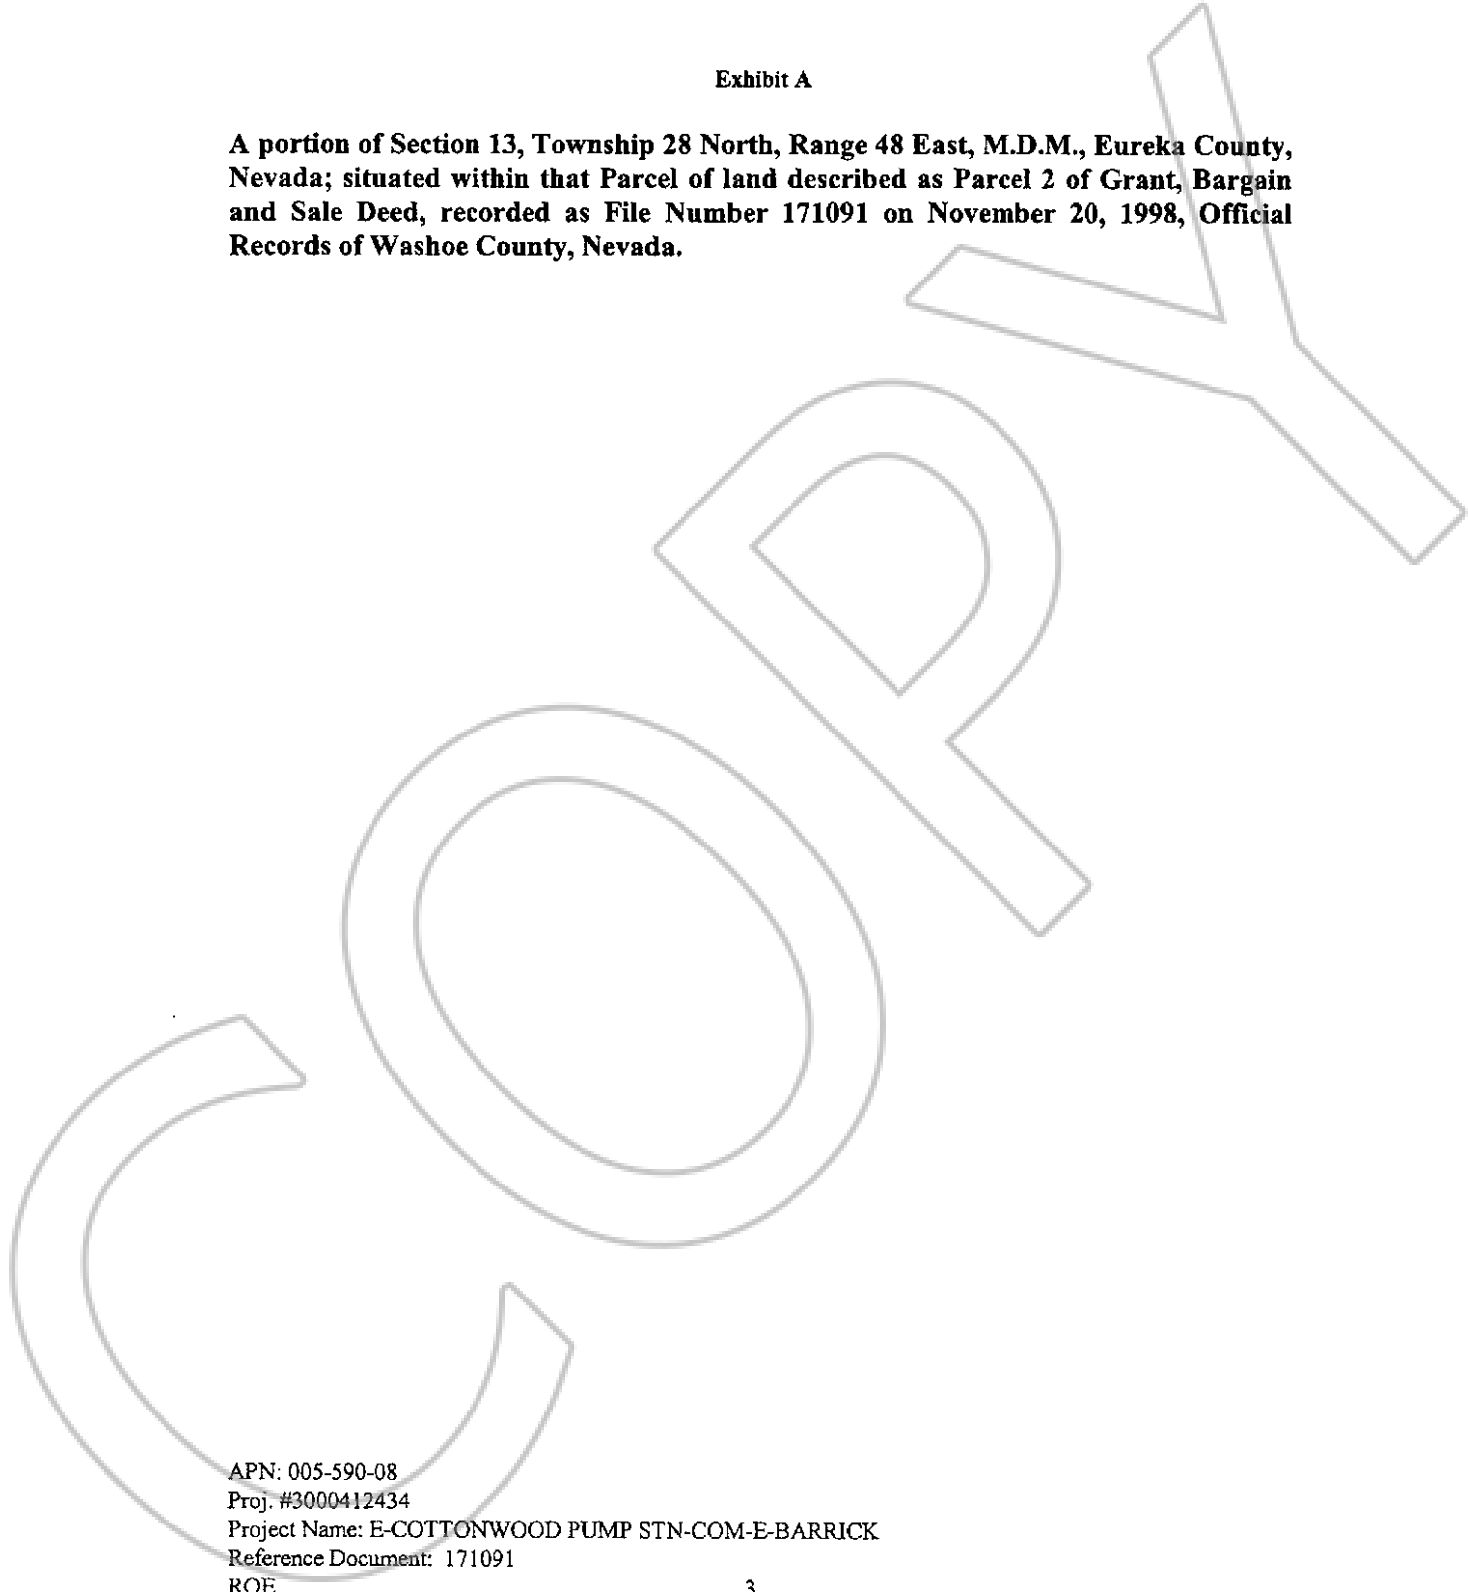 Exhibit A
A portion of Section 13, Township 28 North, Range 48 East, M.D.M., Eureka County,
Nevada; situated within that Parcel of land described as Parcel 2 of Grant, Bargain
and Sale Deed, recorded as File Number 171091 on November 20, 1998, Official
Records of Washoe County, Nevada.
COPY
APN: 005-590-08
Proj. #3000412434
Project Name: E-COTTONWOOD PUMP STN-COM-E-BARRICK
Reference Document: 171091
ROE 3